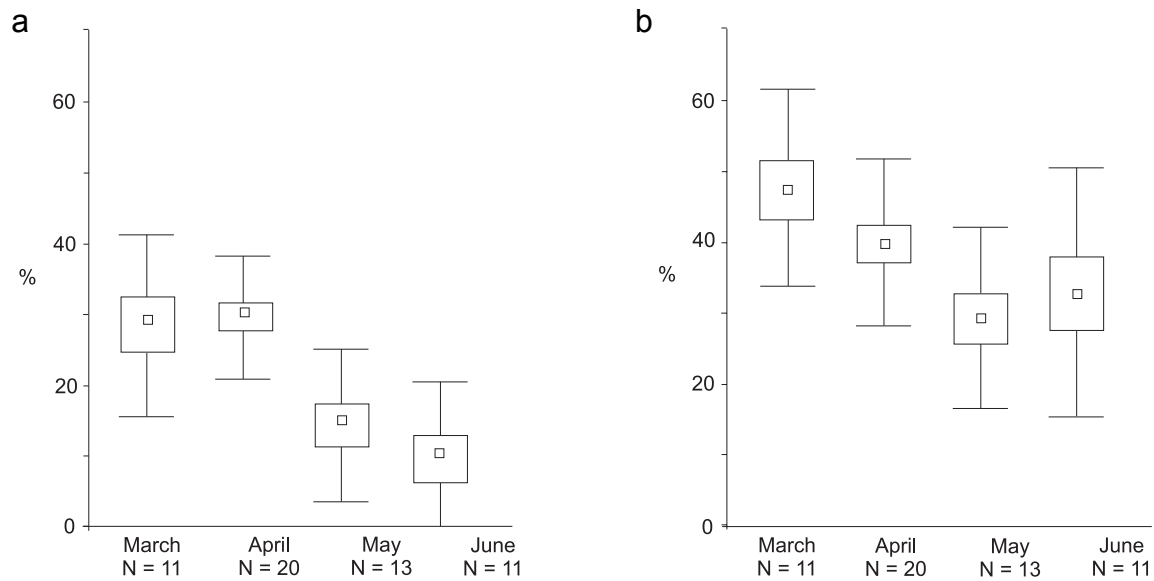 a
60
40
%
20
0
March April May June
N = 11 N = 20 N = 13 N = 11
b
60
40
%
20
0
March April May June
N = 11 N = 20 N = 13 N = 11